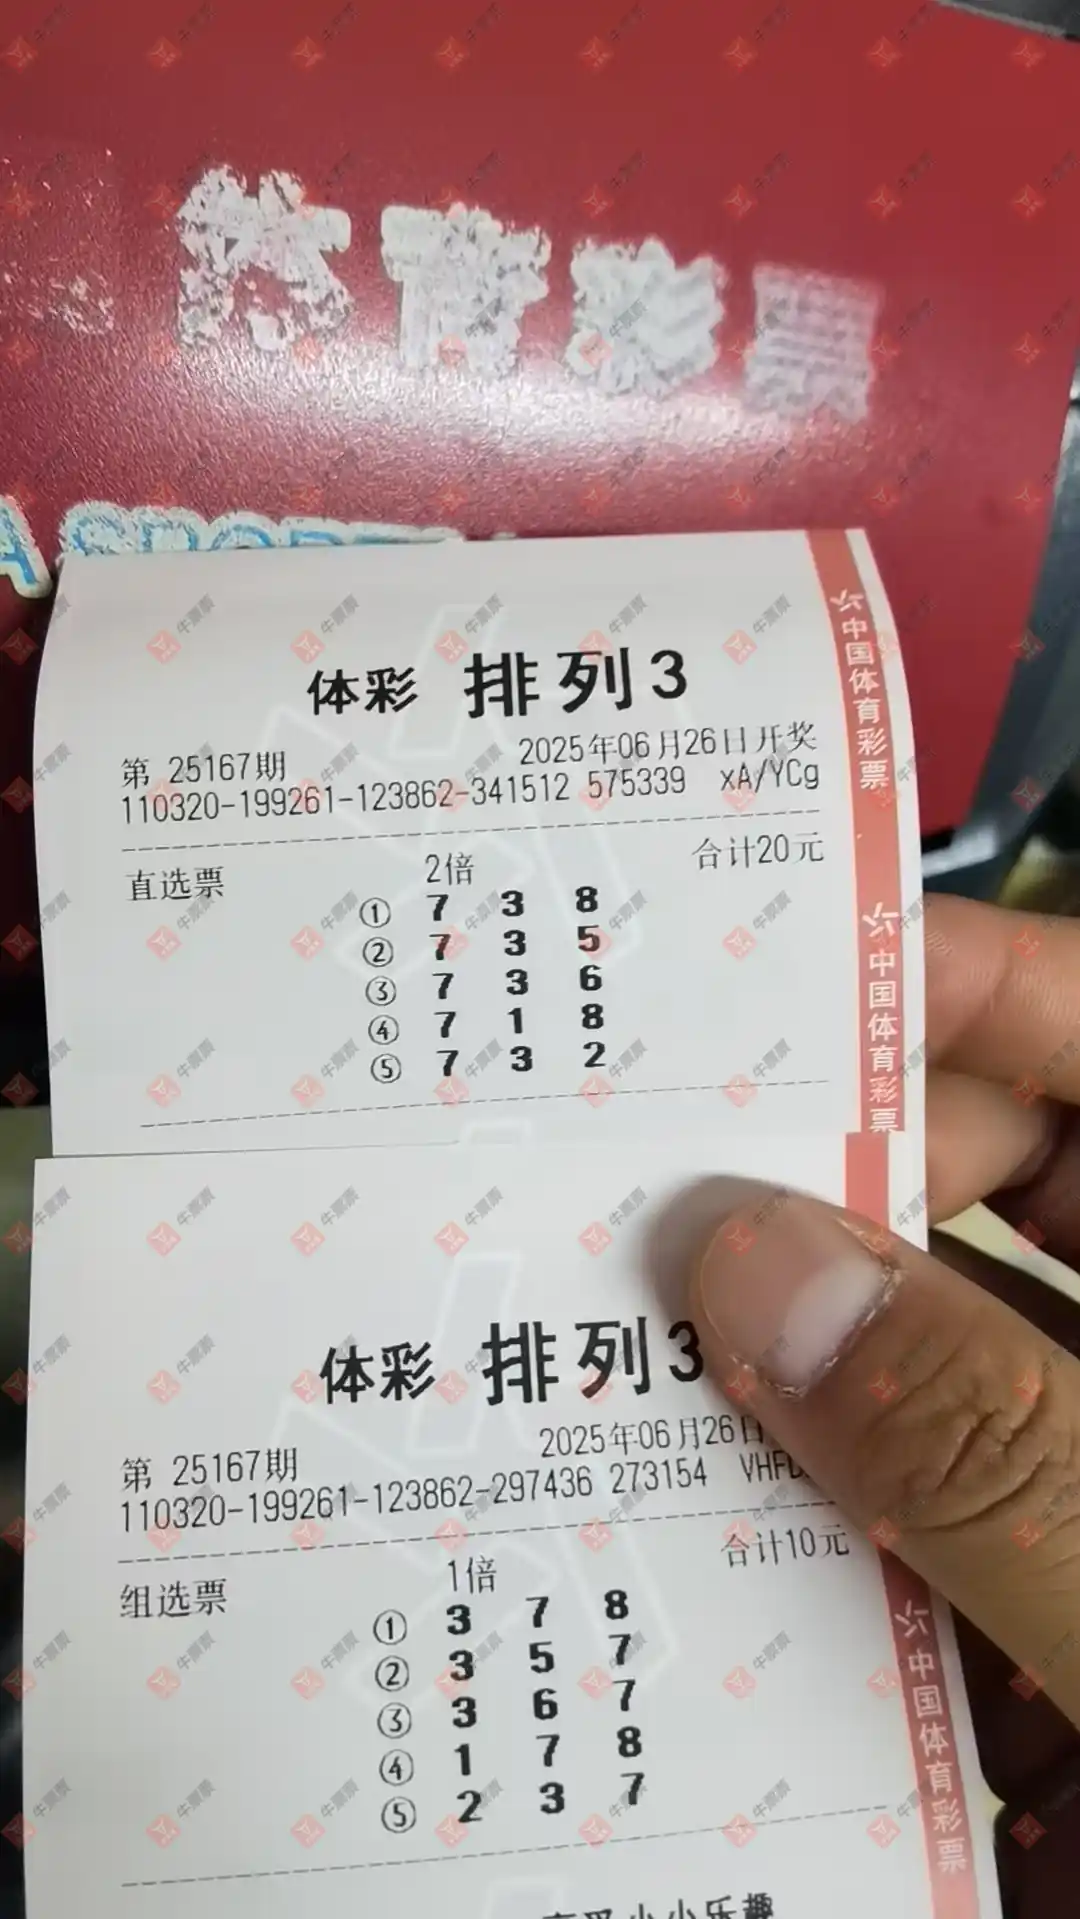 体育彩票
体彩 排列3
第 25167期
2025年06月26日开奖
110320-199261-123862-341512 575339 xA/YCg
直选票 2倍 合计20元
① 7 3 8
② 7 3 5
③ 7 3 6
④ 7 1 8
⑤ 7 3 2
中国体育彩票
中国体育彩票
体彩 排列3
第 25167期
2025年06月26日
110320-199261-123862-297436 273154
组选票 1倍 合计10元
① 3 7 8
② 3 5 7
③ 3 6 7
④ 1 7 8
⑤ 2 3 7
中国体育彩票
小小乐趣
牛票票